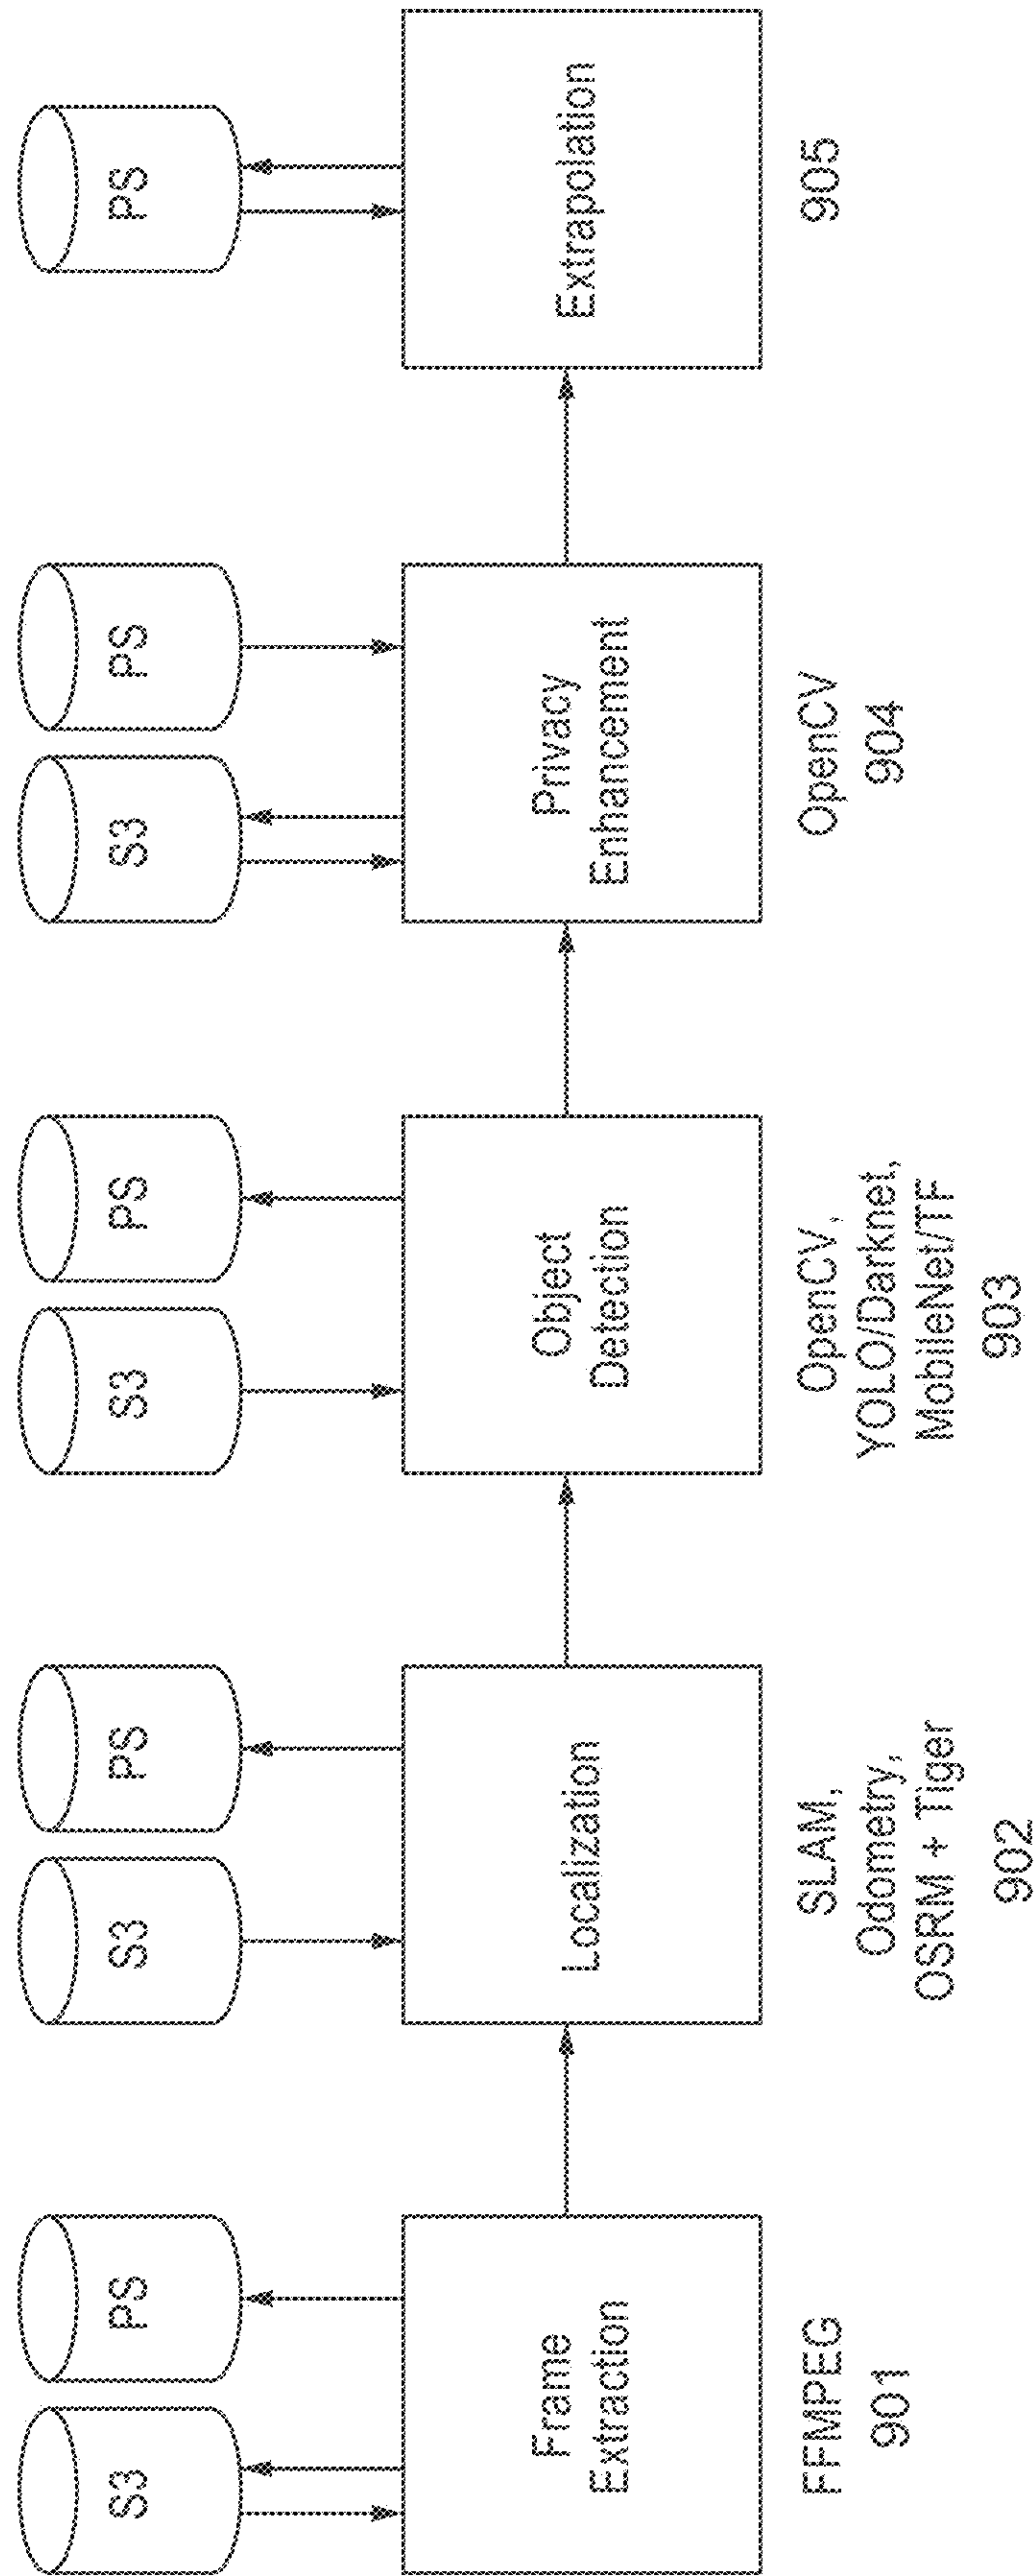 S3
PS
S3
PS
S3
PS
S3
PS
PS
Frame
Extraction
Localization
Object
Detection
Privacy
Enhancement
Extrapolation
FFMPEG
901
SLAM,
Odometry,
OSRM + Tiger
902
OpenCV,
YOLO/Darknet,
MobileNet/TF
903
OpenCV
904
905